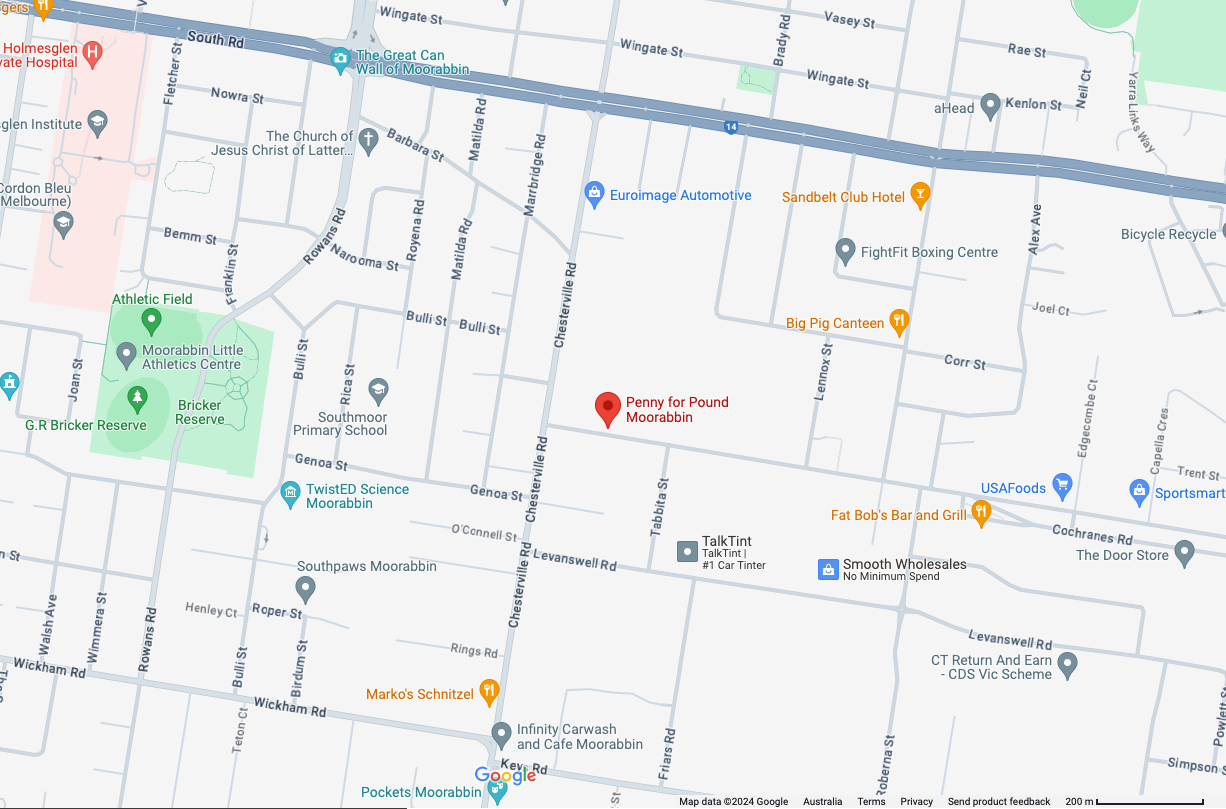 gers
Wingate St
Vasey St
South Rd
Holmesglen
vate Hospital
The Great Can
Wall of Moorabbin
Wingate St
Brady Rd
Rae St
Wingate St
Neil Ct
Fletcher St
Nowra St
aHead
Kenlon St
Yarra Links Way
sglen Institute
The Church of
Jesus Christ of Latter...
Barbara St
Matilda Rd
Marrbridge Rd
14
Cordon Bleu
Melbourne)
Euroimage Automotive
Sandbelt Club Hotel
Bemm St
Franklin St
Rowans Rd
Narooma St
Royena Rd
Matilda Rd
FightFit Boxing Centre
Alex Ave
Bicycle Recycle
Athletic Field
Chesterville Rd
Joel Ct
Bulli St
Bulli St
Big Pig Canteen
Moorabbin Little
Athletics Centre
Joan St
Bulli St
Rica St
Lennox St
Corr St
G.R Bricker Reserve
Bricker
Reserve
Southmoor
Primary School
Penny for Pound
Moorabbin
Edgecombe Ct
Capella Cres
Genoa St
Chesterville Rd
Trent St
TwistED Science
Moorabbin
Genoa St
Tabbita St
USAFoods
Sportsmart
Fat Bob's Bar and Grill
O'Connell St
Cochranes Rd
n St
Levanswell Rd
TalkTint
TalkTint |
#1 Car Tinter
The Door Store
Southpaws Moorabbin
Smooth Wholesales
No Minimum Spend
Walsh Ave
Wimmera St
Rowans Rd
Henley Ct
Roper St
Chesterville Rd
Levanswell Rd
Rings Rd
Wickham Rd
Bulli St
Birdum St
CT Return And Earn
- CDS Vic Scheme
Marko's Schnitzel
Wickham Rd
Teton Ct
Infinity Carwash
and Cafe Moorabbin
Friars Rd
Roberna St
Powlett S
Simpson S
Google
Pockets Moorabbin
St
Map data ©2024 Google
Australia
Terms
Privacy
Send product feedback
200 m